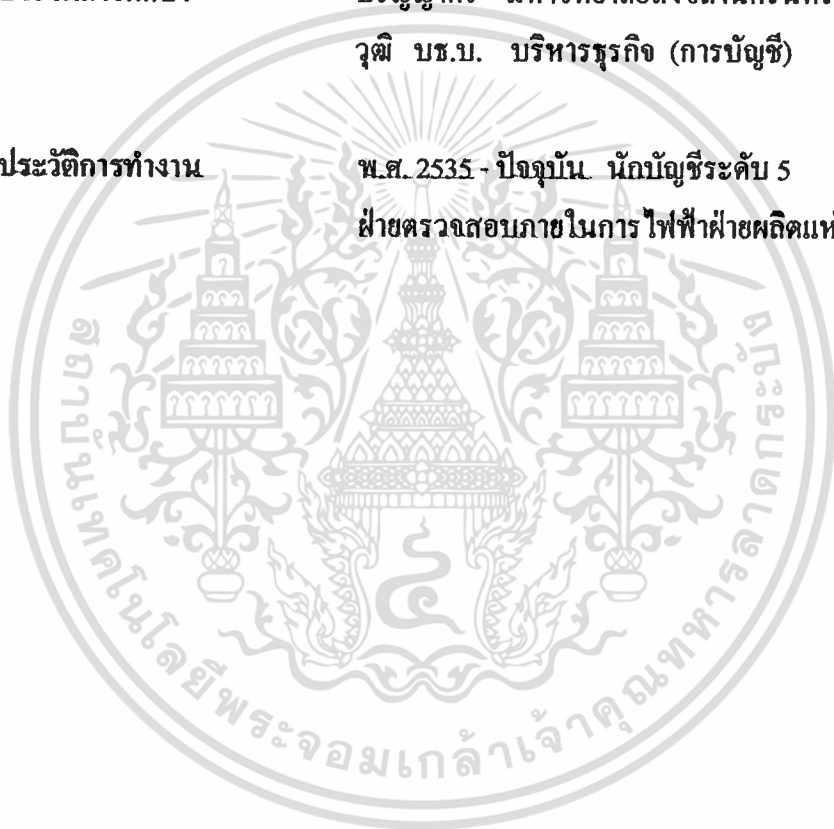 วุฒิ บธ.บ. บริหารธุรกิจ (การบัญชี)
ประวัติการทำงาน พ.ศ. 2535 - ปัจจุบัน นักบัญชีระดับ 5
ฝ่ายตรวจสอบภายในการไฟฟ้าฝ่ายผลิตแห
สถาบันเทคโนโลยีพระจอมเกล้าเจ้าคุณทหารลาดกระบัง